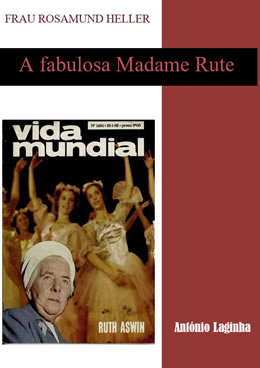 FRAU ROSAMUND HELLER
A fabulosa Madame Rute
vida
mundial
RUTH ASWIN
António Laginha